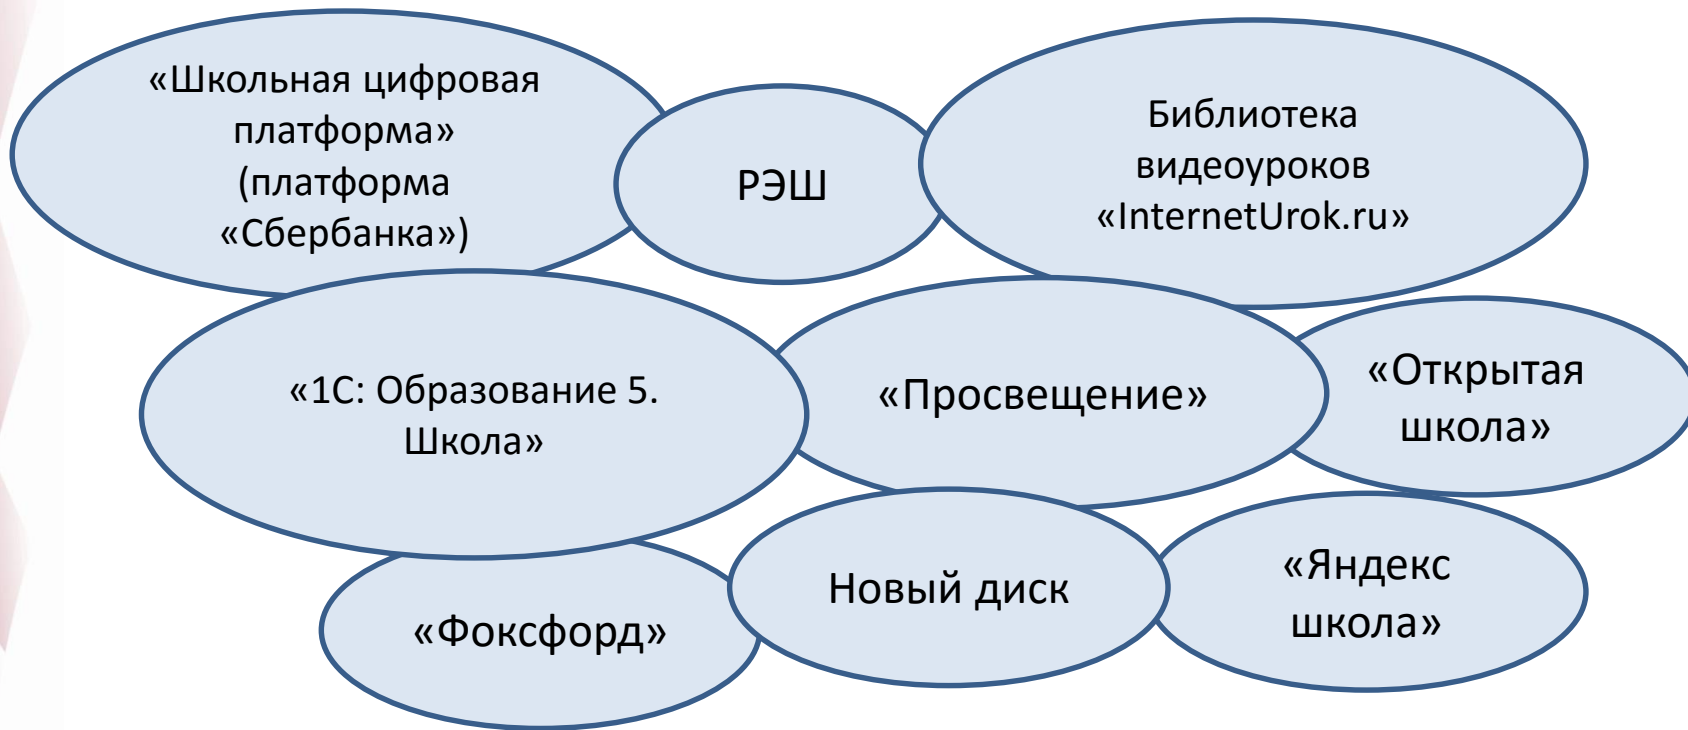 «Школьная цифровая
платформа»
(платформа
«Сбербанка»)
РЭШ
Библиотека
видеоуроков
«InternetUrok.ru»
«1С: Образование 5.
Школа»
«Просвещение»
«Открытая
школа»
«Фоксфорд»
Новый диск
«Яндекс
школа»